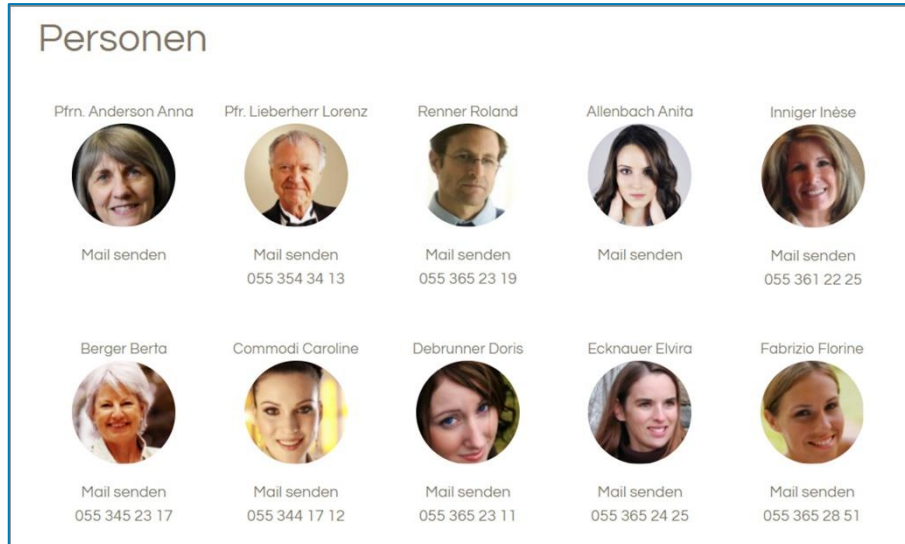 Personen
Pfrn. Anderson Anna
Pfr. Lieberherr Lorenz
Renner Roland
Allenbach Anita
Inniger Inèse
Mail senden
Mail senden
Mail senden
Mail senden
Mail senden
055 354 34 13
055 365 23 19
055 361 22 25
Berger Berta
Commodi Caroline
Debrunner Doris
Ecknauer Elvira
Fabrizio Florine
Mail senden
Mail senden
Mail senden
Mail senden
Mail senden
055 345 23 17
055 344 17 12
055 365 23 11
055 365 24 25
055 365 28 51